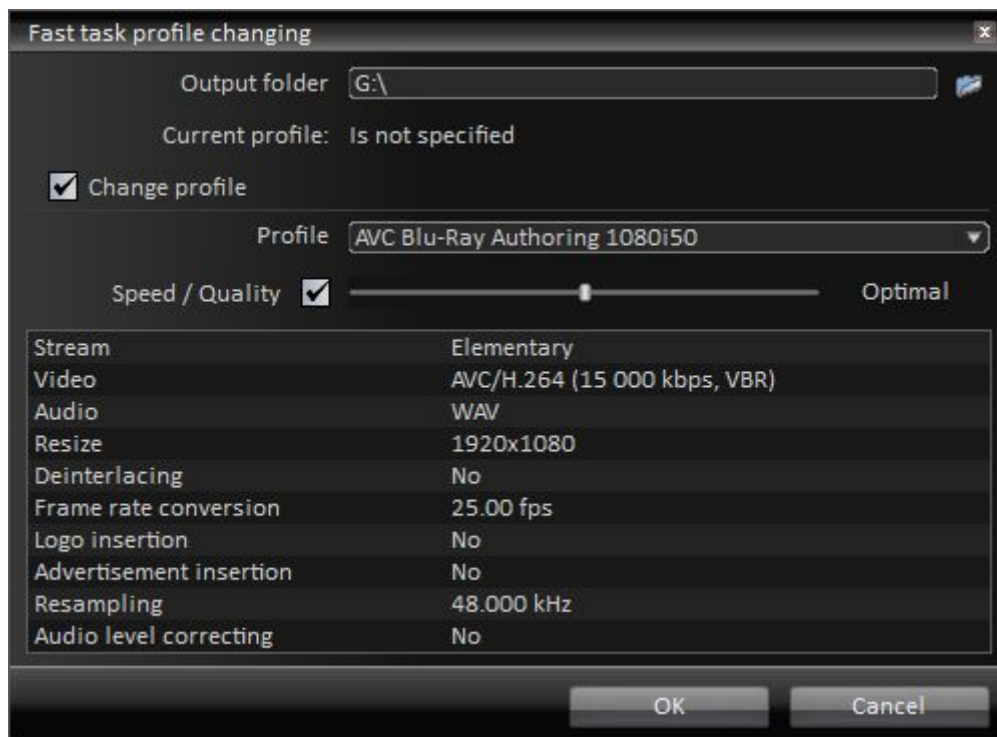 Fast task profile changing
Output folder G:\
Current profile: Is not specified
Change profile
Profile AVC Blu-Ray Authoring 1080i50
Speed / Quality Optimal
Stream Elementary
Video AVC/H.264 (15 000 kbps, VBR)
Audio WAV
Resize 1920x1080
Deinterlacing No
Frame rate conversion 25.00 fps
Logo insertion No
Advertisement insertion No
Resampling 48.000 kHz
Audio level correcting No
OK Cancel